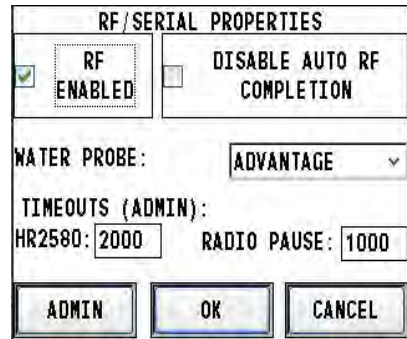 RF/SERIAL PROPERTIES
RF ENABLED
DISABLE AUTO RF COMPLETION
WATER PROBE: ADVANTAGE
TIMEOUTS (ADMIN):
HR2580: 2000 RADIO PAUSE: 1000
ADMIN OK CANCEL